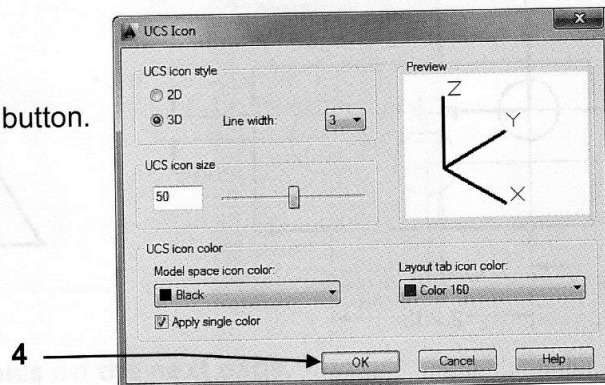 UCS Icon
UCS icon style
2D
3D Line width: 3
Preview
Z
Y
X
button.
UCS icon size
50
UCS icon color
Model space icon color:
Black
Apply single color
Layout tab icon color:
Color 160
4
OK Cancel Help